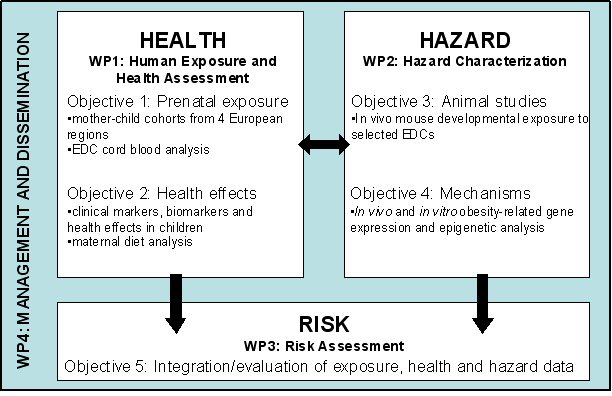 WP4: MANAGEMENT AND DISSEMINATION
HEALTH
WP1: Human Exposure and
Health Assessment
Objective 1: Prenatal exposure
•mother-child cohorts from 4 European
regions
•EDC cord blood analysis
Objective 2: Health effects
•clinical markers, biomarkers and
health effects in children
•maternal diet analysis
HAZARD
WP2: Hazard Characterization
Objective 3: Animal studies
•In vivo mouse developmental exposure to
selected EDCs
Objective 4: Mechanisms
•In vivo and in vitro obesity-related gene
expression and epigenetic analysis
RISK
WP3: Risk Assessment
Objective 5: Integration/evaluation of exposure, health and hazard data